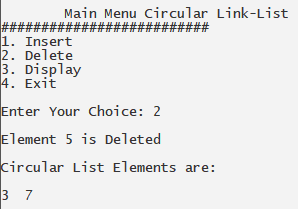 Main Menu Circular Link-List
##########################
1. Insert
2. Delete
3. Display
4. Exit
Enter Your Choice: 2
Element 5 is Deleted
Circular List Elements are:
3 7